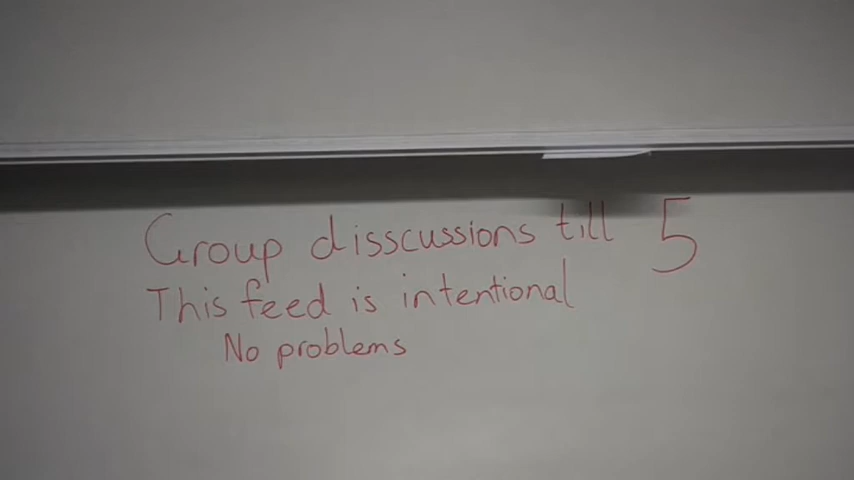 Group disscussions till 5
This feed is intentional
No problems